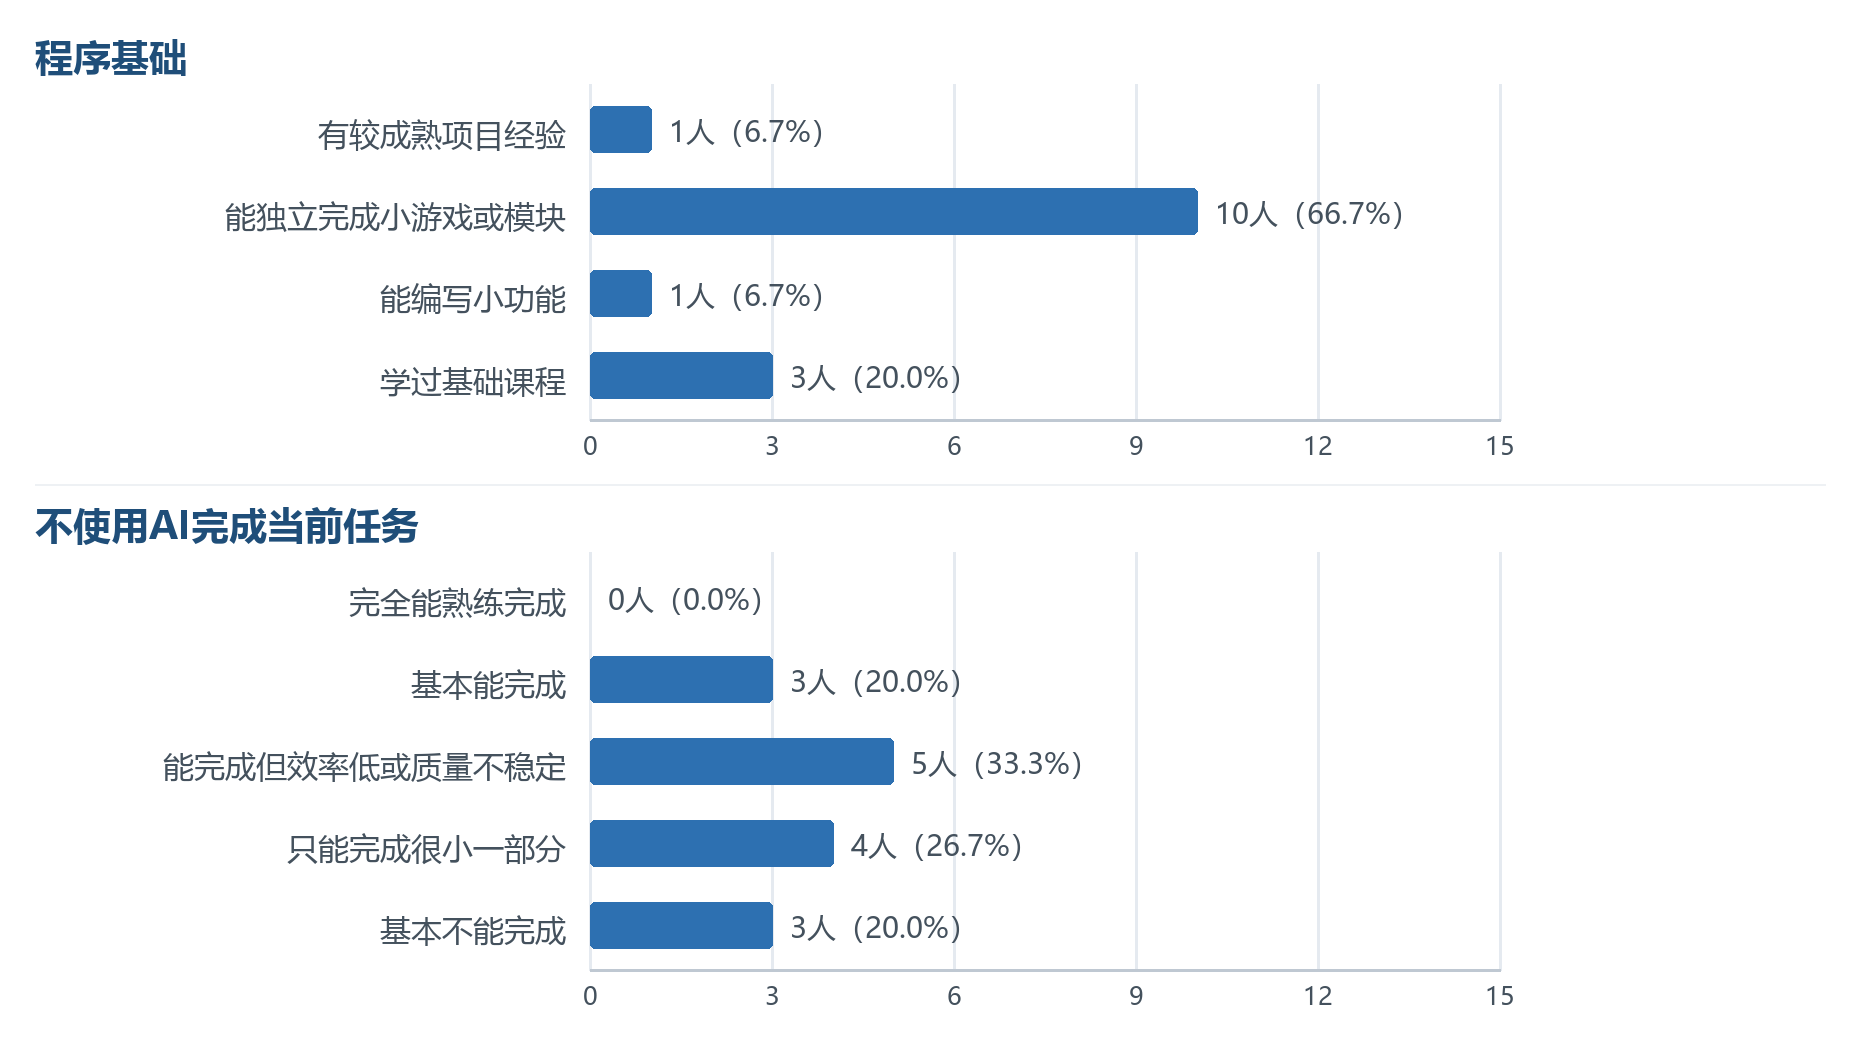 程序基础
有较成熟项目经验 1人（6.7%）
能独立完成小游戏或模块 10人（66.7%）
能编写小功能 1人（6.7%）
学过基础课程 3人（20.0%）
0 3 6 9 12 15
不使用AI完成当前任务
完全能熟练完成 0人（0.0%）
基本能完成 3人（20.0%）
能完成但效率低或质量不稳定 5人（33.3%）
只能完成很小一部分 4人（26.7%）
基本不能完成 3人（20.0%）
0 3 6 9 12 15